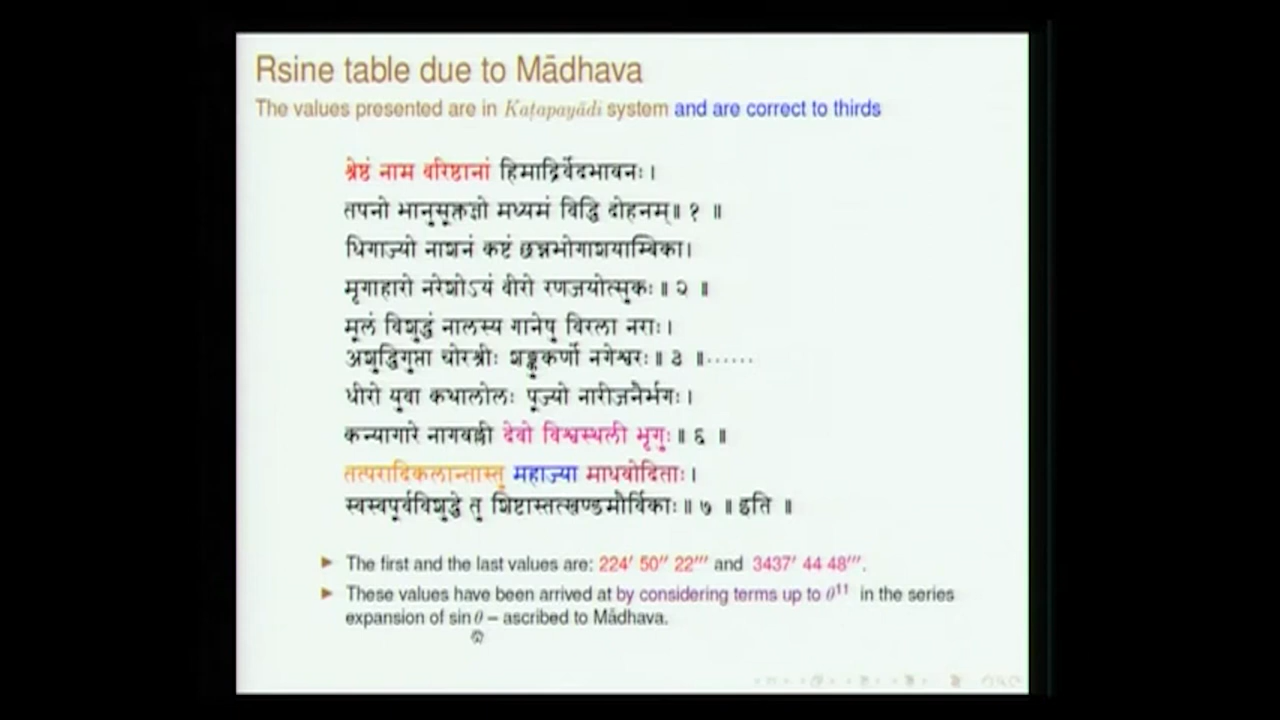 Rsine table due to Mādhava
The values presented are in Kaṭapayādi system and are correct to thirds
श्रेष्ठं नाम वरिष्ठानां हिमाद्रिर्वेदभावनः।
तपनो भानुसूक्तज्ञो मध्यमं विद्धि दोहनम्॥ १ ॥
धिगाज्यो नाशनं कष्टं छन्नभोगाशयाम्बिका।
मृगाहारो नरेशोऽयं वीरो रणजयोत्सुकः॥ २ ॥
मूलं विशुद्धं नालस्य गानेषु विरला नराः।
अशुद्धिगुप्ता चोरश्रीः शङ्कुकर्णो नगेश्वरः॥ ३ ॥······
धीरो युवा कथालोलः पूज्यो नारीजनैर्भगः।
कन्यागारे नागवल्ली देवो विश्वस्थली भृगुः॥ ६ ॥
तत्परादिकलान्तास्तु महाज्या माधवोदिताः।
स्वस्वपूर्वविशुद्धे तु शिष्टास्तत्खण्डमौर्विकाः॥ ७ ॥ इति ॥
► The first and the last values are: 224′ 50″ 22‴ and 3437′ 44 48‴.
► These values have been arrived at by considering terms up to θ¹¹ in the series
expansion of sin θ – ascribed to Mādhava.